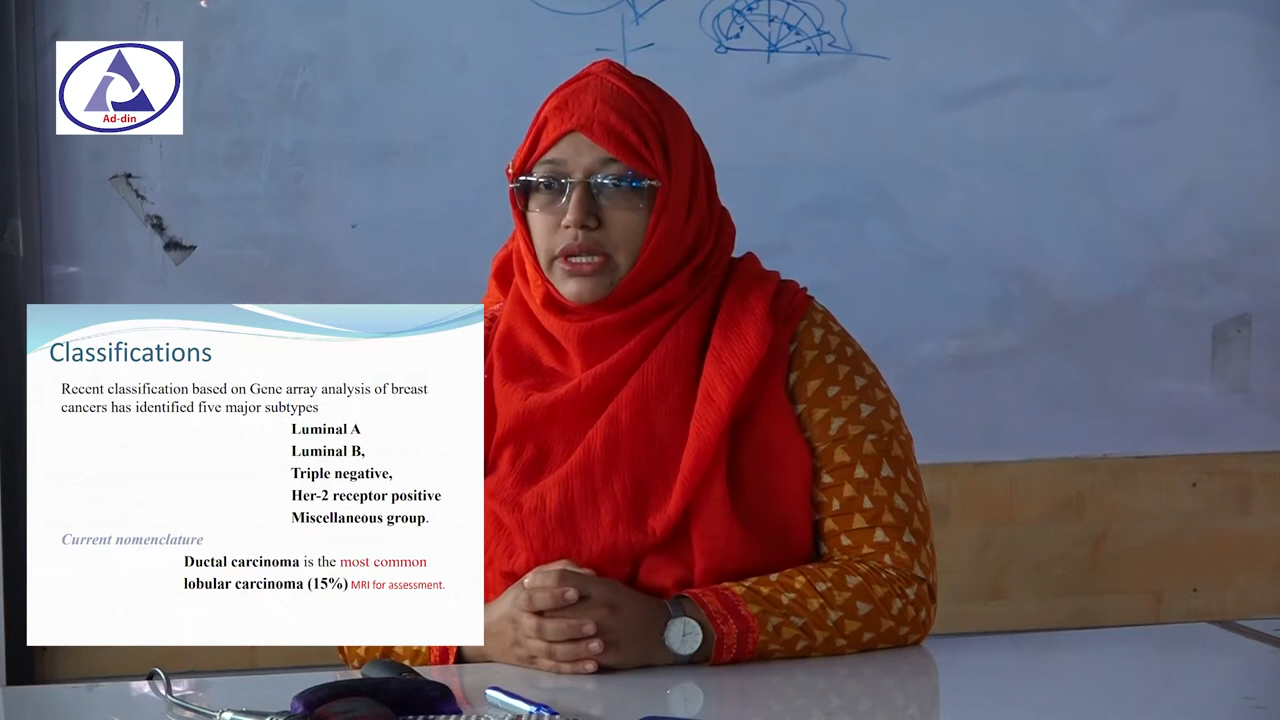 Ad-din
Classifications
Recent classification based on Gene array analysis of breast
cancers has identified five major subtypes
Luminal A
Luminal B,
Triple negative,
Her-2 receptor positive
Miscellaneous group.
Current nomenclature
Ductal carcinoma is the most common
lobular carcinoma (15%) MRI for assessment.